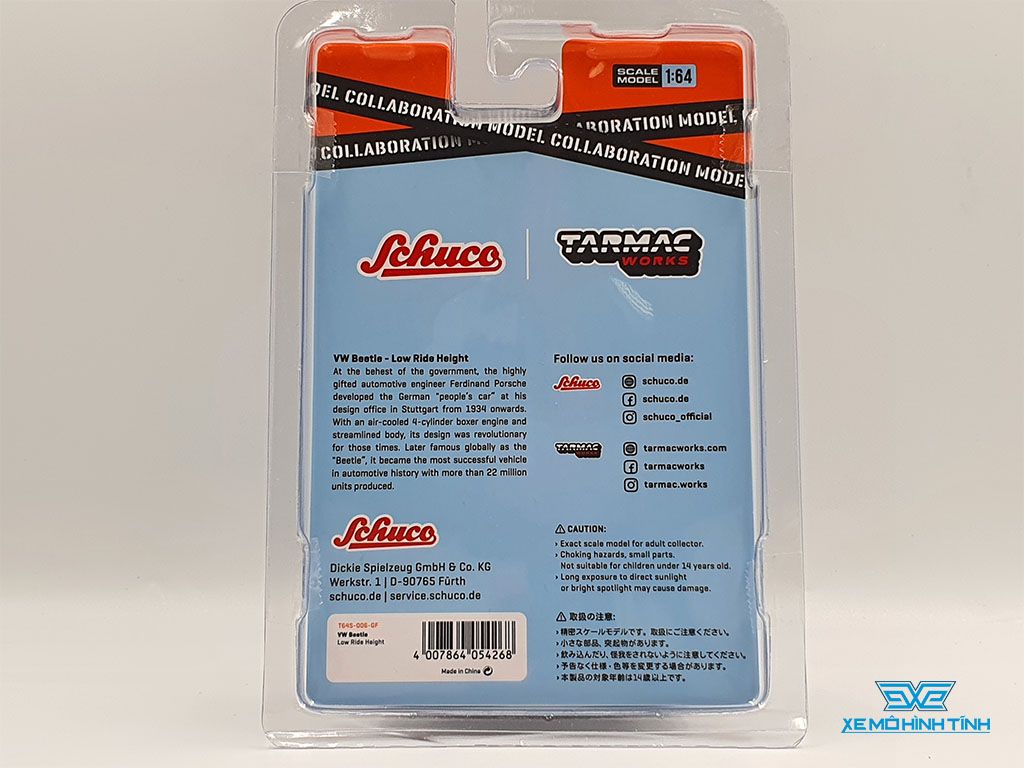 SCALE MODEL 1:64
DEL COLLABORATION MODEL COLLABORATION MODE
COLLABORATION M
ABORATION MODEL
Schuco
TARMAC WORKS
VW Beetle - Low Ride Height
At the behest of the government, the highly
gifted automotive engineer Ferdinand Porsche
developed the German "people's car" at his
design office in Stuttgart from 1934 onwards.
With an air-cooled 4-cylinder boxer engine and
streamlined body, its design was revolutionary
for those times. Later famous globally as the
"Beetle", it became the most successful vehicle
in automotive history with more than 22 million
units produced.
Follow us on social media:
Schuco
schuco.de
schuco.de
schuco_official
TARMAC WORKS
tarmacworks.com
tarmacworks
tarmac.works
Schuco
Dickie Spielzeug GmbH & Co. KG
Werkstr. 1 | D-90765 Fürth
schuco.de | service.schuco.de
T64S-006-GF
VW Beetle
Low Ride Height
4 007864 054268
Made in China
CAUTION:
› Exact scale model for adult collector.
› Choking hazards, small parts.
Not suitable for children under 14 years old.
› Long exposure to direct sunlight
or bright spotlight may cause damage.
取扱の注意:
› 精密スケールモデルです。取扱にご注意ください。
› 小さな部品、突起物があります。
› 飲み込んだり、怪我をされないように注意してください。
› 予告なく仕様・色等を変更する場合があります。
› 本製品の対象年齢は14歳以上です。
XE MÔ HÌNH TĨNH